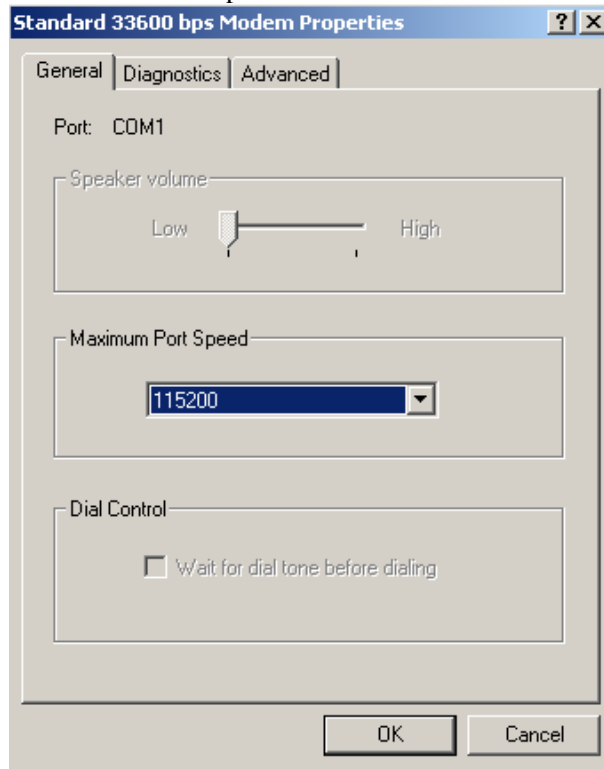 Standard 33600 bps Modem Properties
General Diagnostics Advanced
Port: COM1
Speaker volume
Low High
Maximum Port Speed
115200
Dial Control
Wait for dial tone before dialing
OK Cancel